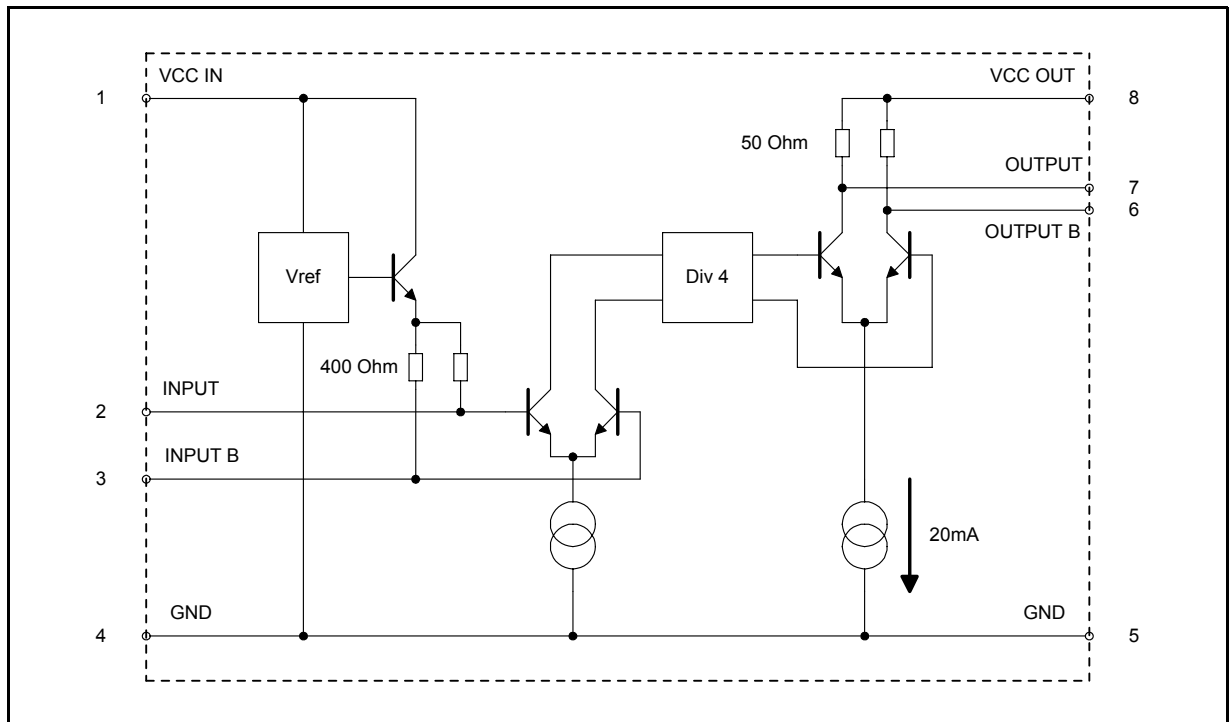 VCC IN
VCC OUT
1
8
50 Ohm
OUTPUT
7
6
OUTPUT B
Vref
Div 4
400 Ohm
INPUT
2
INPUT B
3
20mA
GND
GND
4
5